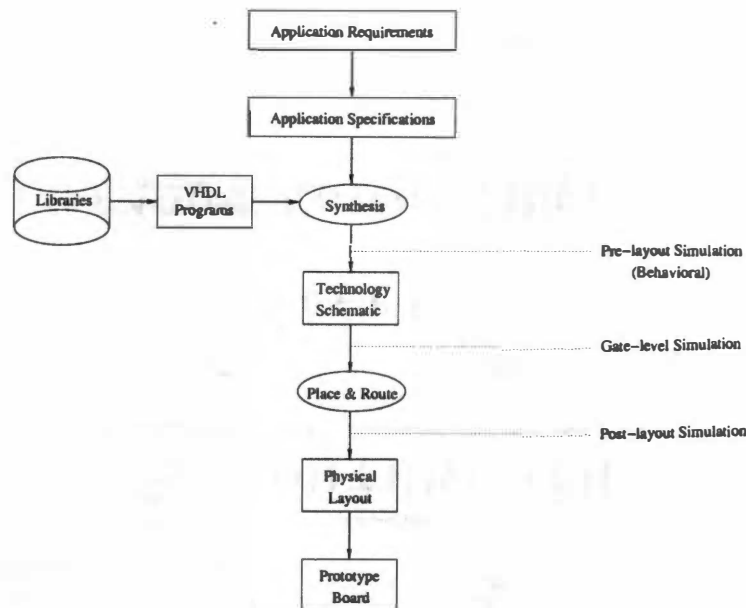 Application Requirements
Application Specifications
Libraries
VHDL
Programs
Synthesis
Pre-layout Simulation
(Behavioral)
Technology
Schematic
Gate-level Simulation
Place & Route
Post-layout Simulation
Physical
Layout
Prototype
Board